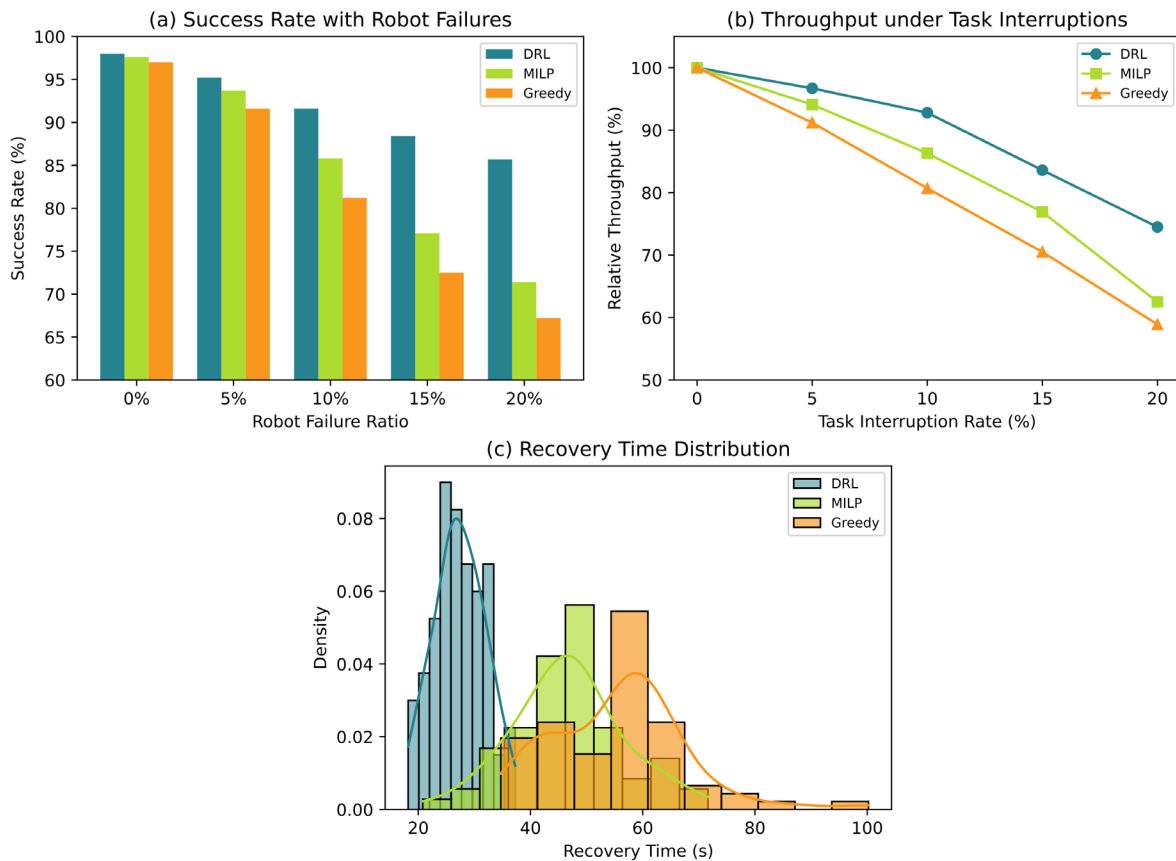 (a) Success Rate with Robot Failures
100
95
90
85
80
75
70
65
60
Success Rate (%)
DRL
MILP
Greedy
0% 5% 10% 15% 20%
Robot Failure Ratio
(b) Throughput under Task Interruptions
100
90
80
70
60
50
Relative Throughput (%)
DRL
MILP
Greedy
0 5 10 15 20
Task Interruption Rate (%)
(c) Recovery Time Distribution
0.08
0.06
0.04
0.02
0.00
Density
DRL
MILP
Greedy
20 40 60 80 100
Recovery Time (s)